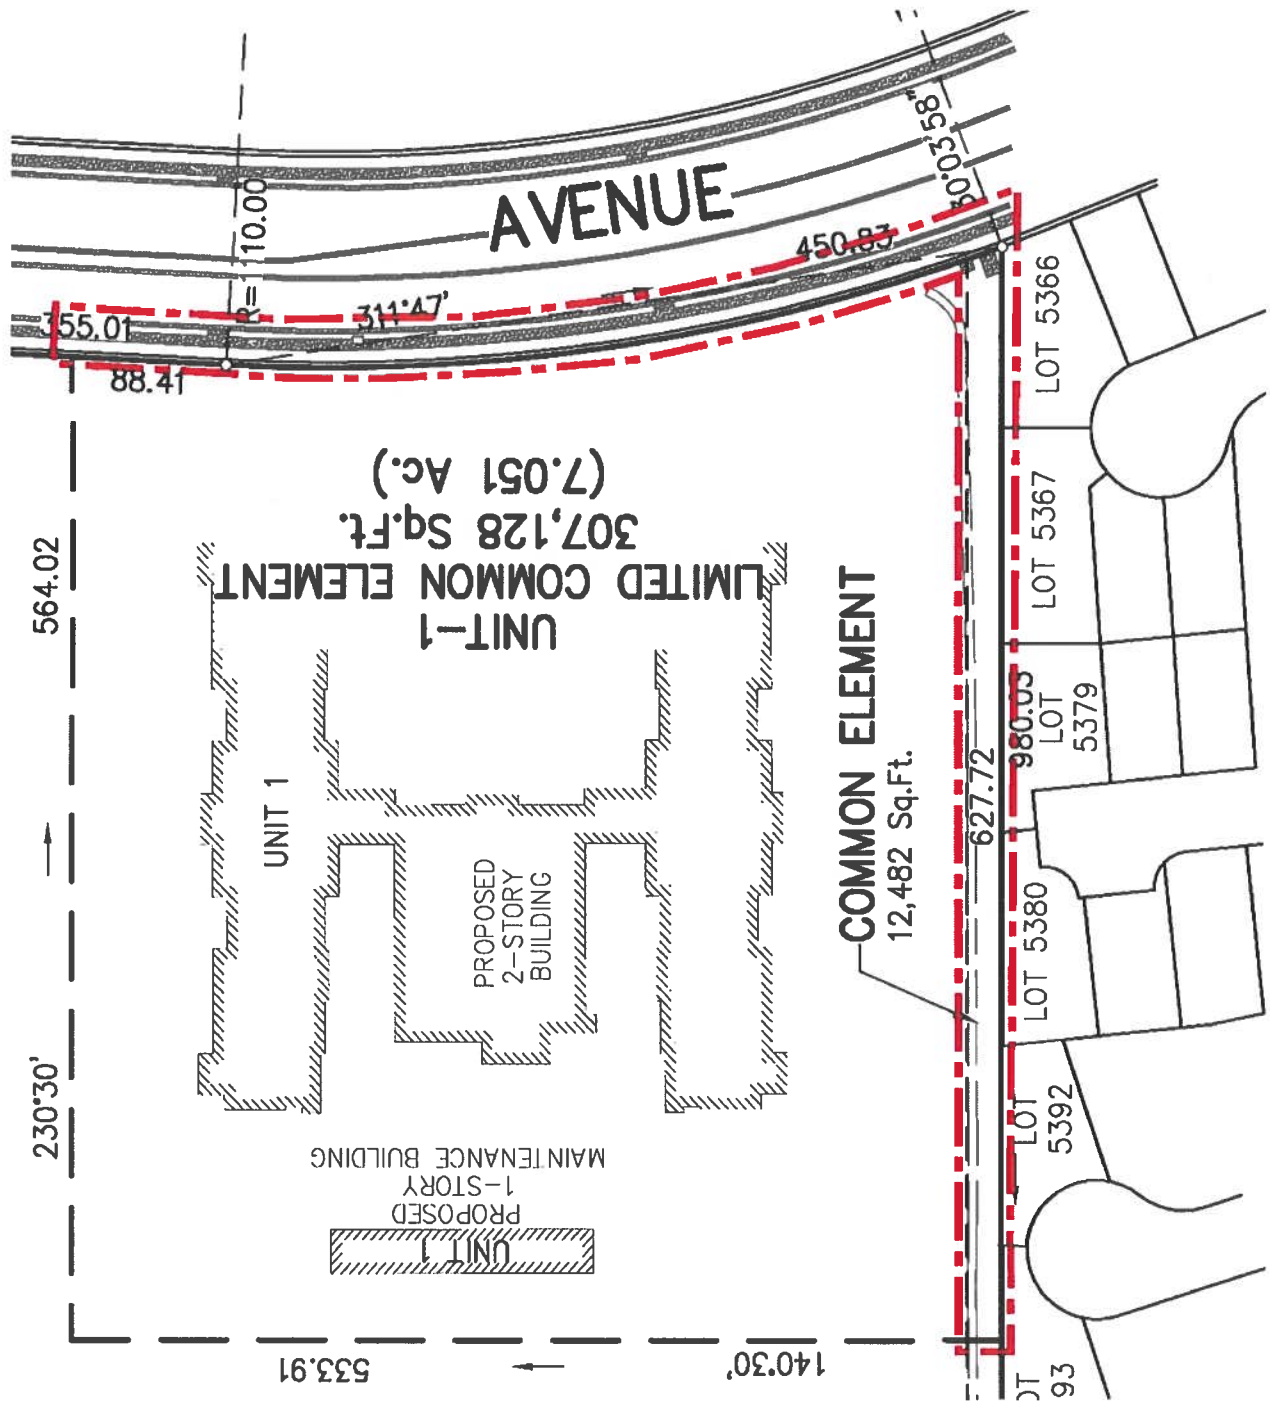 30°03'58"
R=1110.00
AVENUE
450.83
311.47'
355.01
88.41
LOT 5366
UNIT-1
LIMITED COMMON ELEMENT
307,128 Sq.Ft.
(7.051 Ac.)
LOT 5367
564.02
COMMON ELEMENT
12,482 Sq.Ft.
627.72
980.03
LOT
5379
UNIT 1
PROPOSED
2-STORY
BUILDING
LOT 5380
230°30'
LOT
5392
PROPOSED
1-STORY
MAINTENANCE BUILDING
UNIT 1
140°30'
533.91
93